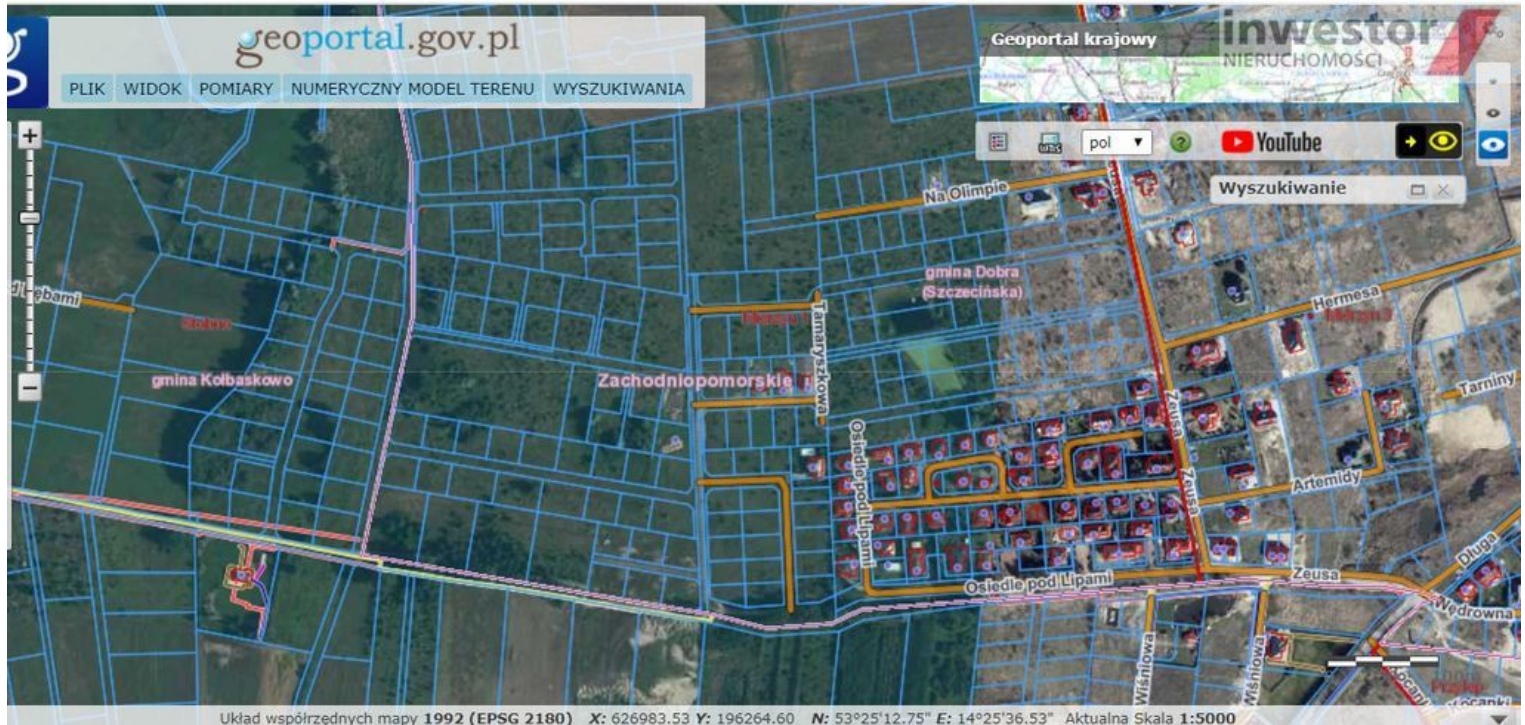 geoportal.gov.pl
PLIK WIDOK POMIARY NUMERYCZNY MODEL TERENU WYSZUKIWANIA
Geoportal krajowy
inwestor
NIERUCHOMOŚCI
pol
YouTube
Wyszukiwanie
Na Olimpie
gmina Dobra
(Szczecińska)
Hermesa
Tamaryszkowa
gmina Kołbaskowo
Zachodniopomorskie
Zeusa
Tarniny
Osiedle pod Lipami
Zeusa
Artemidy
Długa
Osiedle pod Lipami
Zeusa
Wędrowna
Wiśniowa
Wiśniowa
Przylep
Kocanki
Układ współrzędnych mapy 1992 (EPSG 2180) X: 626983.53 Y: 196264.60 N: 53°25'12.75" E: 14°25'36.53" Aktualna Skala 1:5000